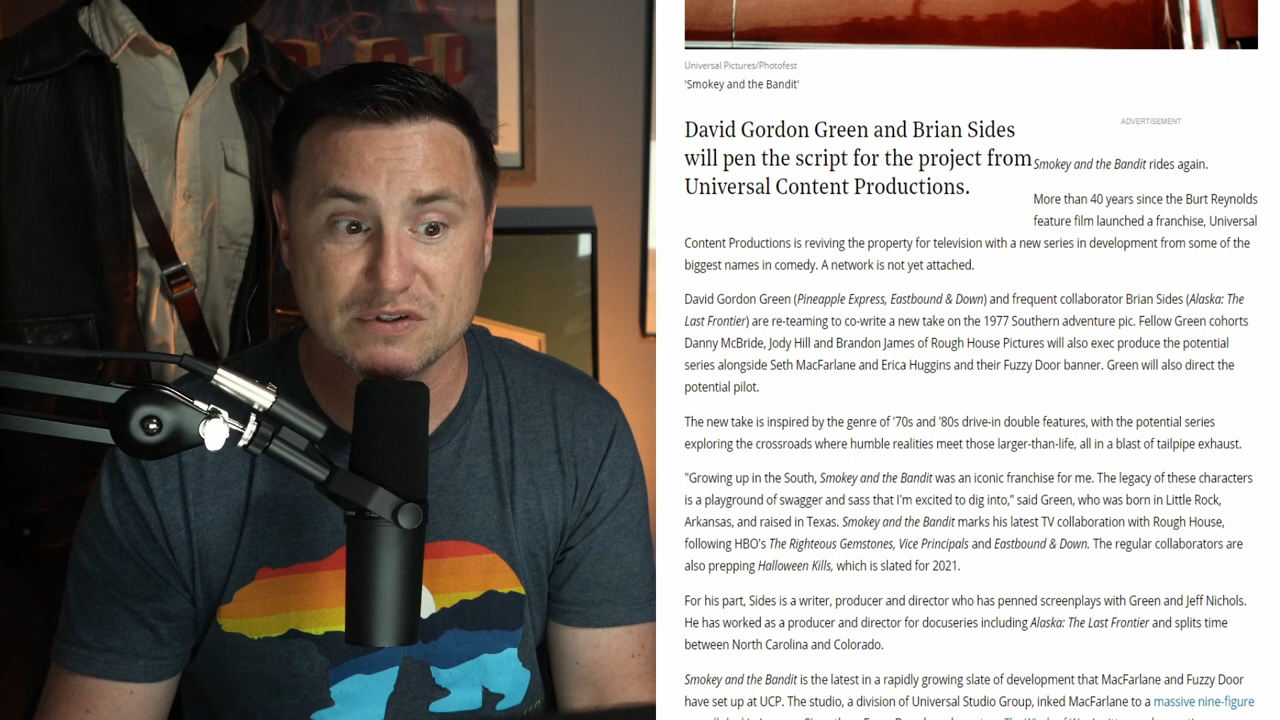 Universal Pictures/Photofest
'Smokey and the Bandit'
ADVERTISEMENT
David Gordon Green and Brian Sides
will pen the script for the project from
Universal Content Productions.
Smokey and the Bandit rides again.
More than 40 years since the Burt Reynolds
feature film launched a franchise, Universal
Content Productions is reviving the property for television with a new series in development from some of the
biggest names in comedy. A network is not yet attached.
David Gordon Green (Pineapple Express, Eastbound & Down) and frequent collaborator Brian Sides (Alaska: The
Last Frontier) are re-teaming to co-write a new take on the 1977 Southern adventure pic. Fellow Green cohorts
Danny McBride, Jody Hill and Brandon James of Rough House Pictures will also exec produce the potential
series alongside Seth MacFarlane and Erica Huggins and their Fuzzy Door banner. Green will also direct the
potential pilot.
The new take is inspired by the genre of '70s and '80s drive-in double features, with the potential series
exploring the crossroads where humble realities meet those larger-than-life, all in a blast of tailpipe exhaust.
"Growing up in the South, Smokey and the Bandit was an iconic franchise for me. The legacy of these characters
is a playground of swagger and sass that I'm excited to dig into,” said Green, who was born in Little Rock,
Arkansas, and raised in Texas. Smokey and the Bandit marks his latest TV collaboration with Rough House,
following HBO's The Righteous Gemstones, Vice Principals and Eastbound & Down. The regular collaborators are
also prepping Halloween Kills, which is slated for 2021.
For his part, Sides is a writer, producer and director who has penned screenplays with Green and Jeff Nichols.
He has worked as a producer and director for docuseries including Alaska: The Last Frontier and splits time
between North Carolina and Colorado.
Smokey and the Bandit is the latest in a rapidly growing slate of development that MacFarlane and Fuzzy Door
have set up at UCP. The studio, a division of Universal Studio Group, inked MacFarlane to a massive nine-figure